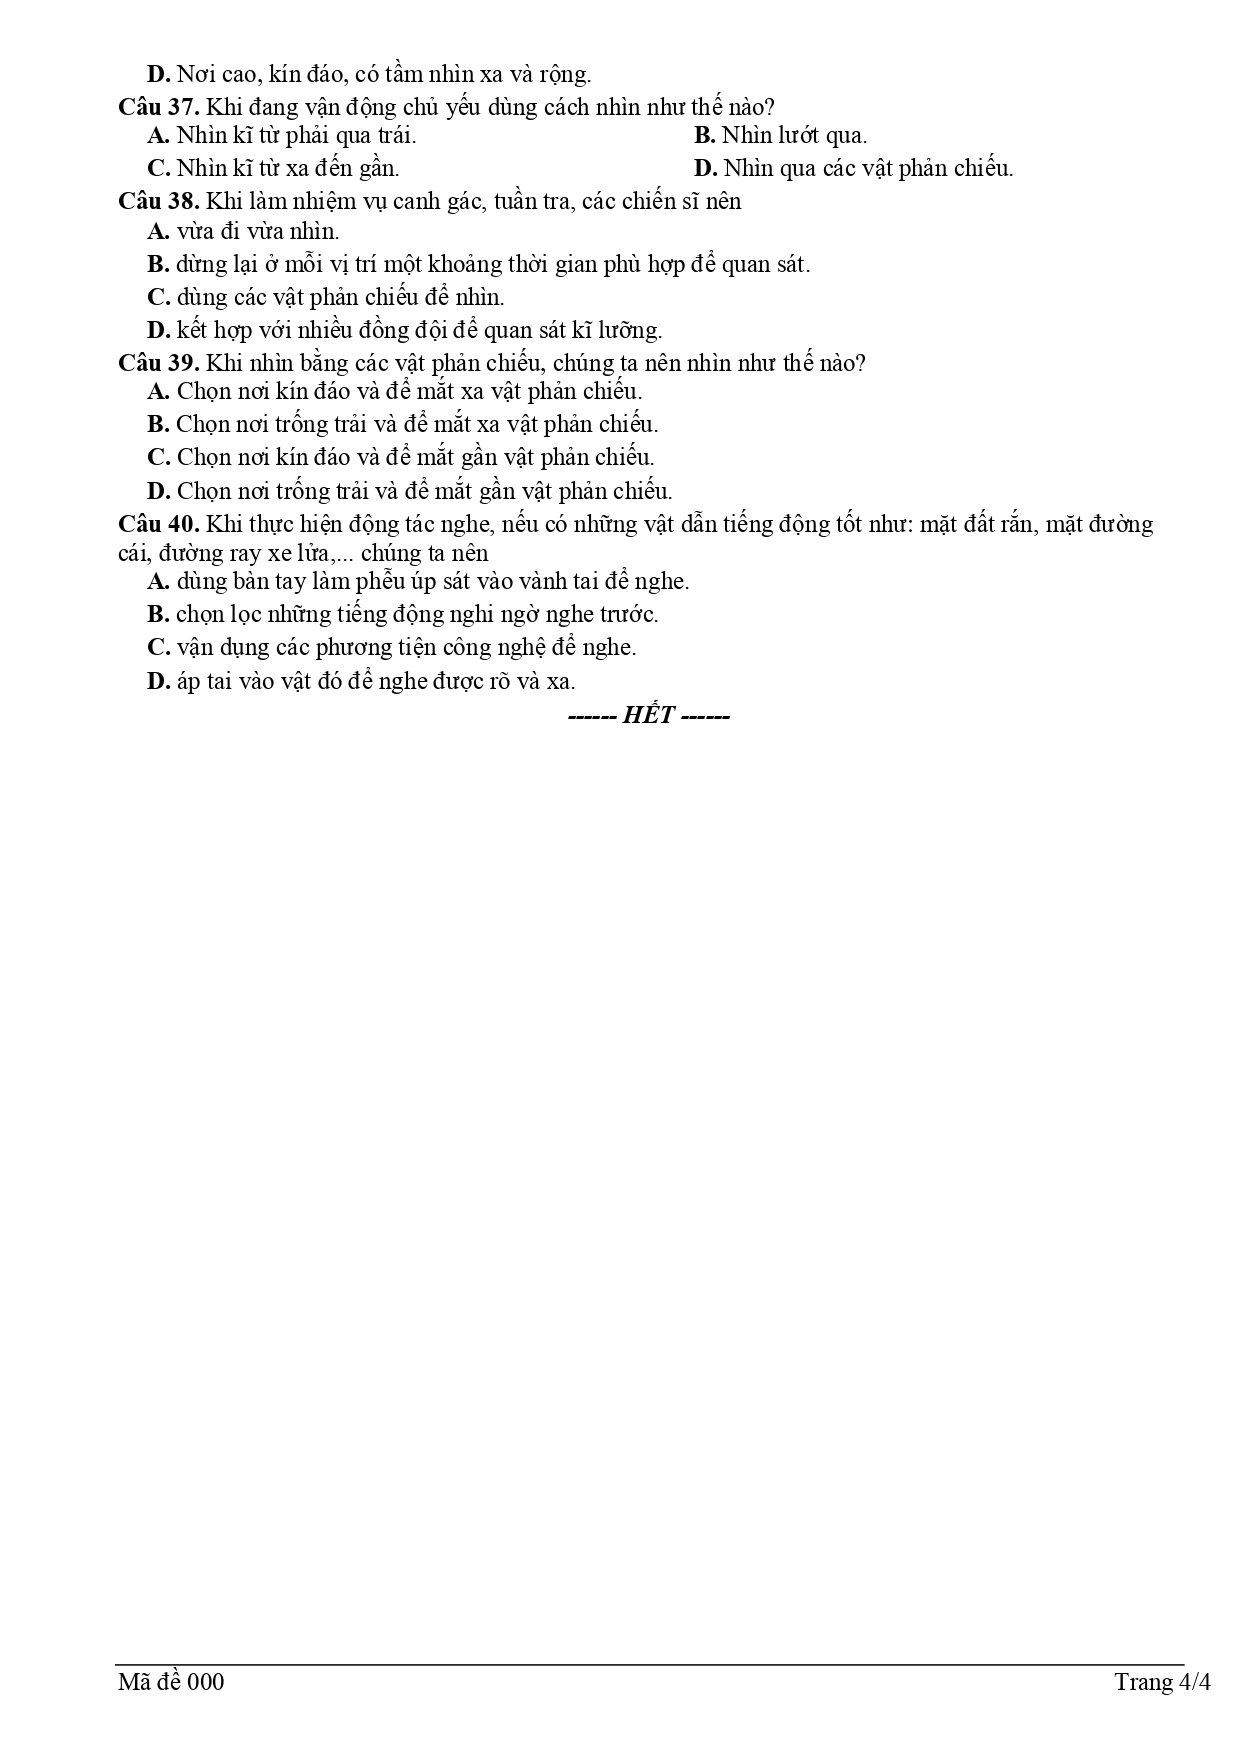 D. Nơi cao, kín đáo, có tầm nhìn xa và rộng.
Câu 37. Khi đang vận động chủ yếu dùng cách nhìn như thế nào?
A. Nhìn kĩ từ phải qua trái. B. Nhìn lướt qua.
C. Nhìn kĩ từ xa đến gần. D. Nhìn qua các vật phản chiếu.
Câu 38. Khi làm nhiệm vụ canh gác, tuần tra, các chiến sĩ nên
A. vừa đi vừa nhìn.
B. dừng lại ở mỗi vị trí một khoảng thời gian phù hợp để quan sát.
C. dùng các vật phản chiếu để nhìn.
D. kết hợp với nhiều đồng đội để quan sát kĩ lưỡng.
Câu 39. Khi nhìn bằng các vật phản chiếu, chúng ta nên nhìn như thế nào?
A. Chọn nơi kín đáo và để mắt xa vật phản chiếu.
B. Chọn nơi trống trải và để mắt xa vật phản chiếu.
C. Chọn nơi kín đáo và để mắt gần vật phản chiếu.
D. Chọn nơi trống trải và để mắt gần vật phản chiếu.
Câu 40. Khi thực hiện động tác nghe, nếu có những vật dẫn tiếng động tốt như: mặt đất rắn, mặt đường
cái, đường ray xe lửa,... chúng ta nên
A. dùng bàn tay làm phễu úp sát vào vành tai để nghe.
B. chọn lọc những tiếng động nghi ngờ nghe trước.
C. vận dụng các phương tiện công nghệ để nghe.
D. áp tai vào vật đó để nghe được rõ và xa.
------ HẾT ------
Mã đề 000 Trang 4/4